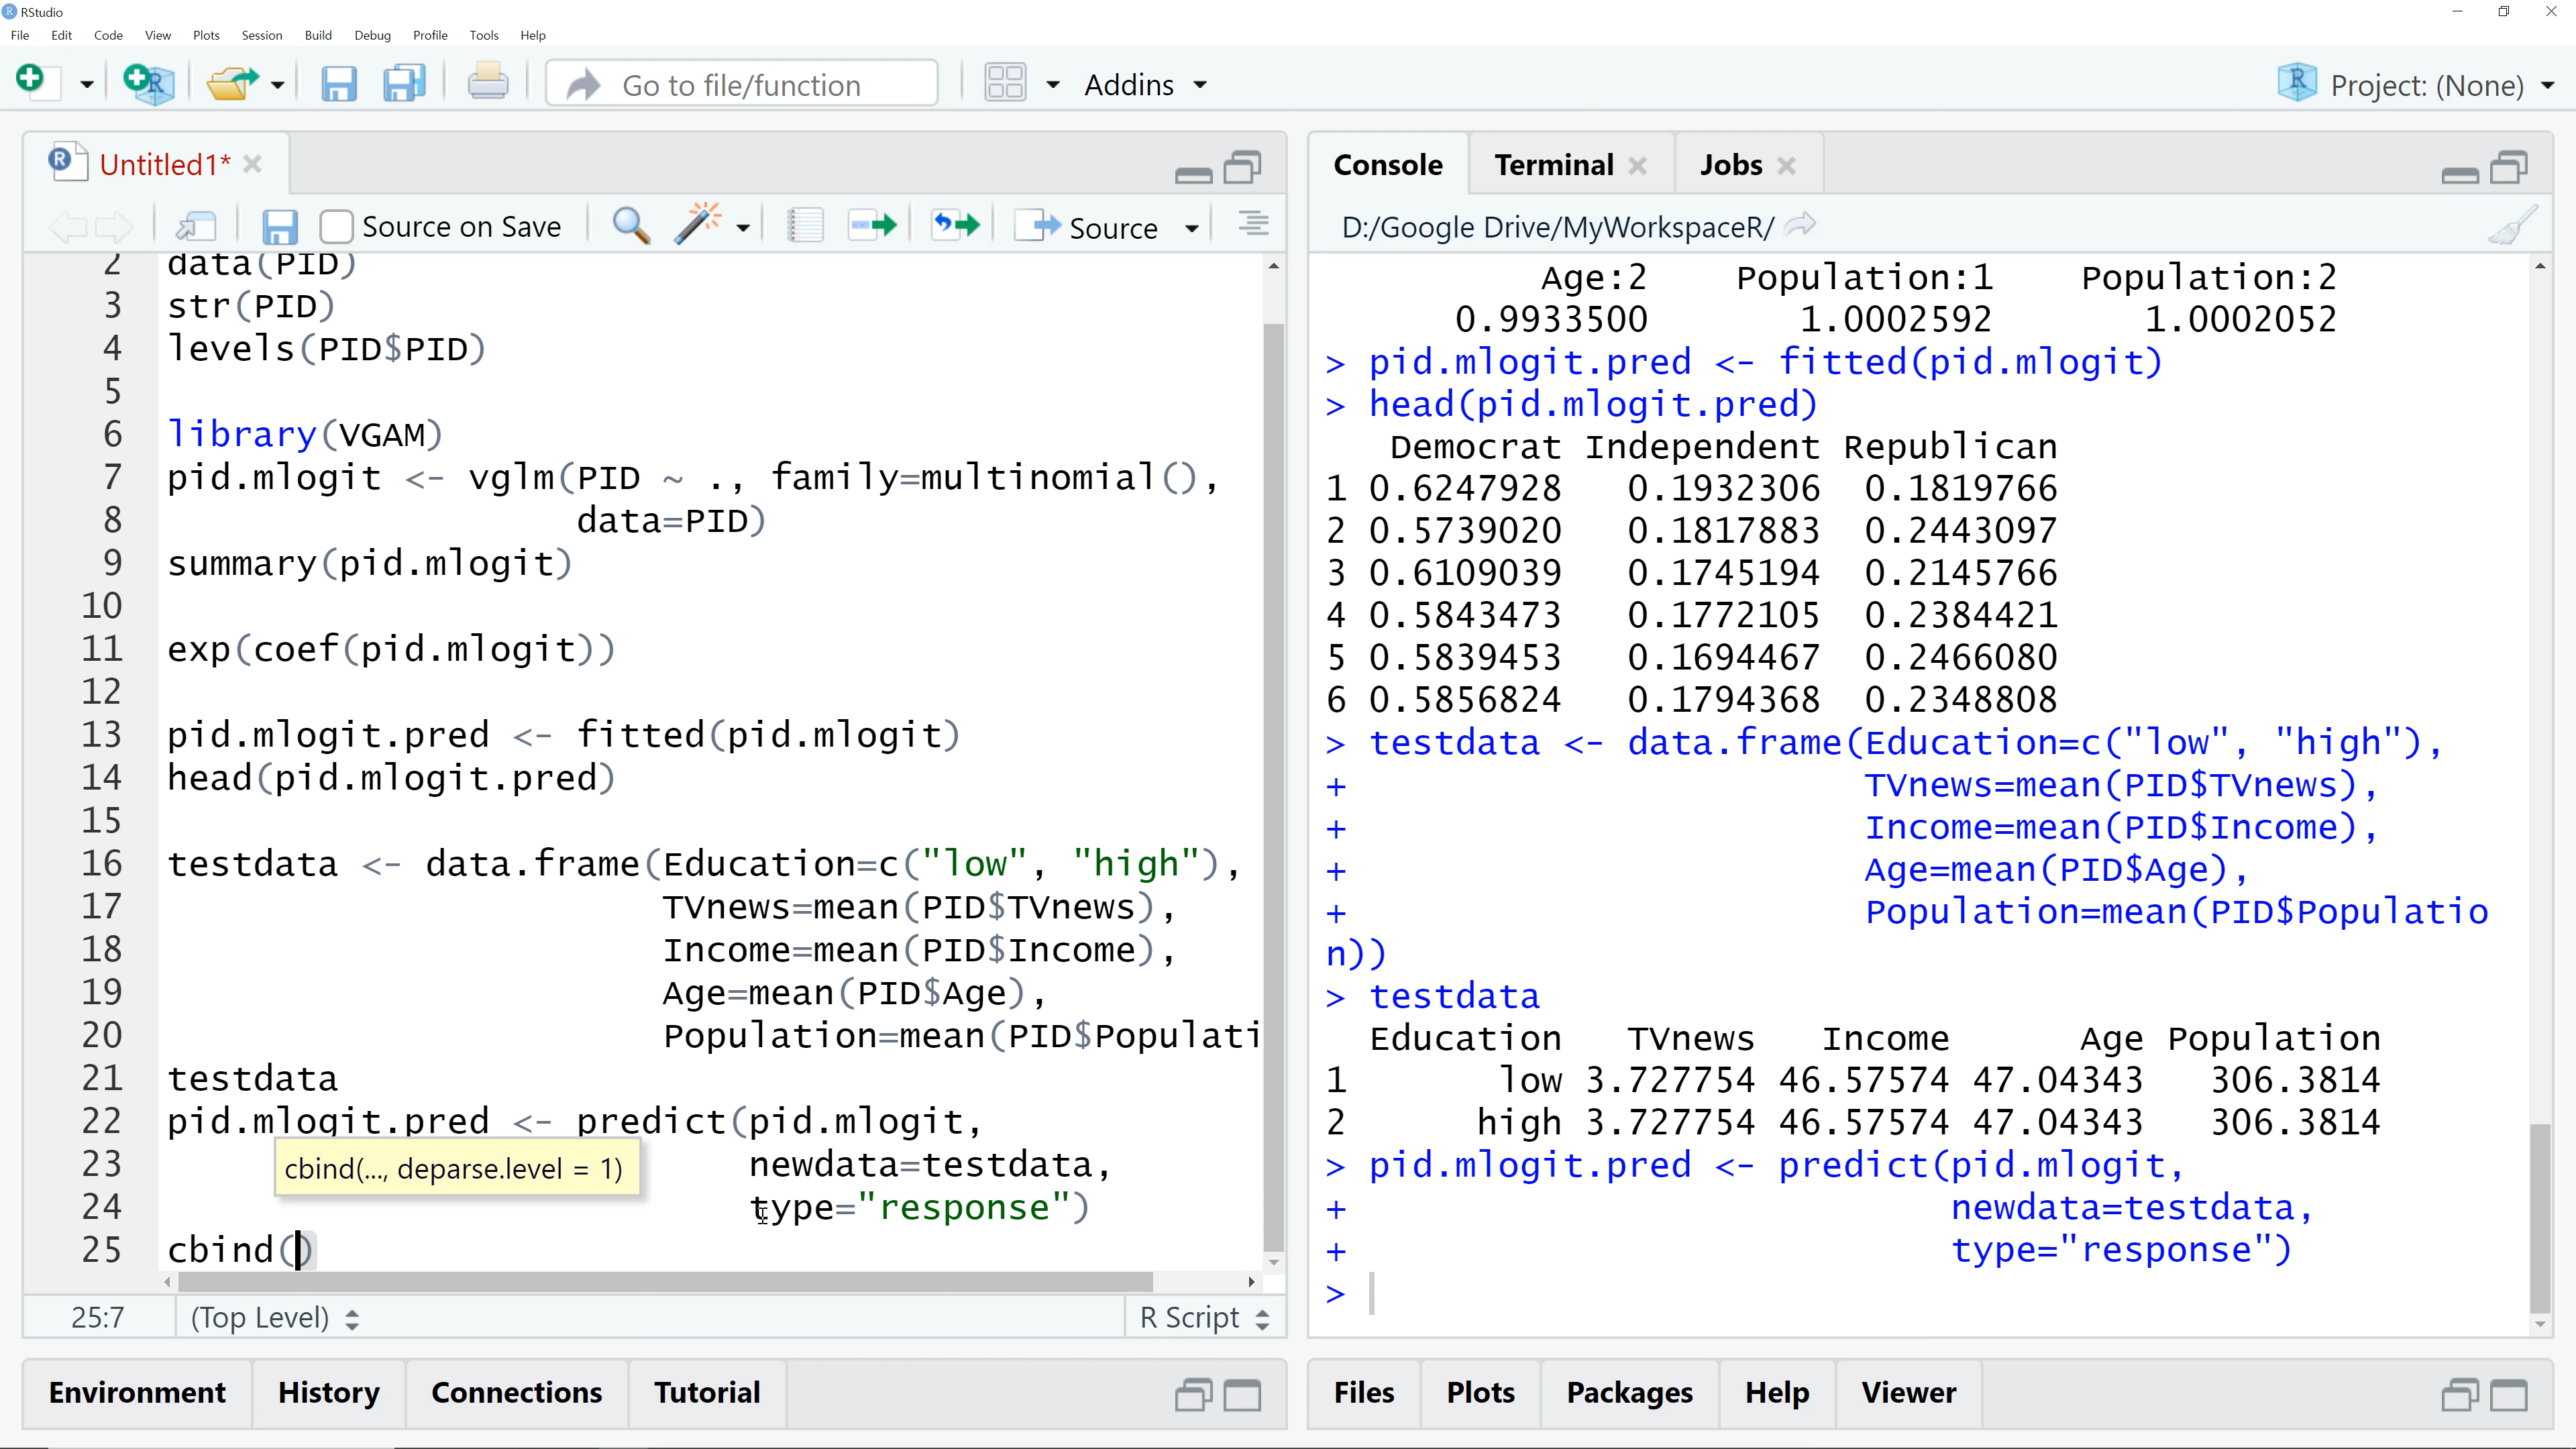 RStudio
File Edit Code View Plots Session Build Debug Profile Tools Help
Go to file/function Addins Project: (None)
Untitled1*
Source on Save Source
2 data(PID)
3 str(PID)
4 levels(PID$PID)
5
6 library(VGAM)
7 pid.mlogit <- vglm(PID ~ ., family=multinomial(),
8 data=PID)
9 summary(pid.mlogit)
10
11 exp(coef(pid.mlogit))
12
13 pid.mlogit.pred <- fitted(pid.mlogit)
14 head(pid.mlogit.pred)
15
16 testdata <- data.frame(Education=c("low", "high"),
17 TVnews=mean(PID$TVnews),
18 Income=mean(PID$Income),
19 Age=mean(PID$Age),
20 Population=mean(PID$Populati
21 testdata
22 pid.mlogit.pred <- predict(pid.mlogit,
cbind(..., deparse.level = 1)
23 newdata=testdata,
24 type="response")
25 cbind()
25:7 (Top Level) R Script
Environment History Connections Tutorial
Console Terminal Jobs
D:/Google Drive/MyWorkspaceR/
Age:2 Population:1 Population:2
0.9933500 1.0002592 1.0002052
> pid.mlogit.pred <- fitted(pid.mlogit)
> head(pid.mlogit.pred)
Democrat Independent Republican
1 0.6247928 0.1932306 0.1819766
2 0.5739020 0.1817883 0.2443097
3 0.6109039 0.1745194 0.2145766
4 0.5843473 0.1772105 0.2384421
5 0.5839453 0.1694467 0.2466080
6 0.5856824 0.1794368 0.2348808
> testdata <- data.frame(Education=c("low", "high"),
+ TVnews=mean(PID$TVnews),
+ Income=mean(PID$Income),
+ Age=mean(PID$Age),
+ Population=mean(PID$Populatio
n))
> testdata
Education TVnews Income Age Population
1 low 3.727754 46.57574 47.04343 306.3814
2 high 3.727754 46.57574 47.04343 306.3814
> pid.mlogit.pred <- predict(pid.mlogit,
+ newdata=testdata,
+ type="response")
>
Files Plots Packages Help Viewer